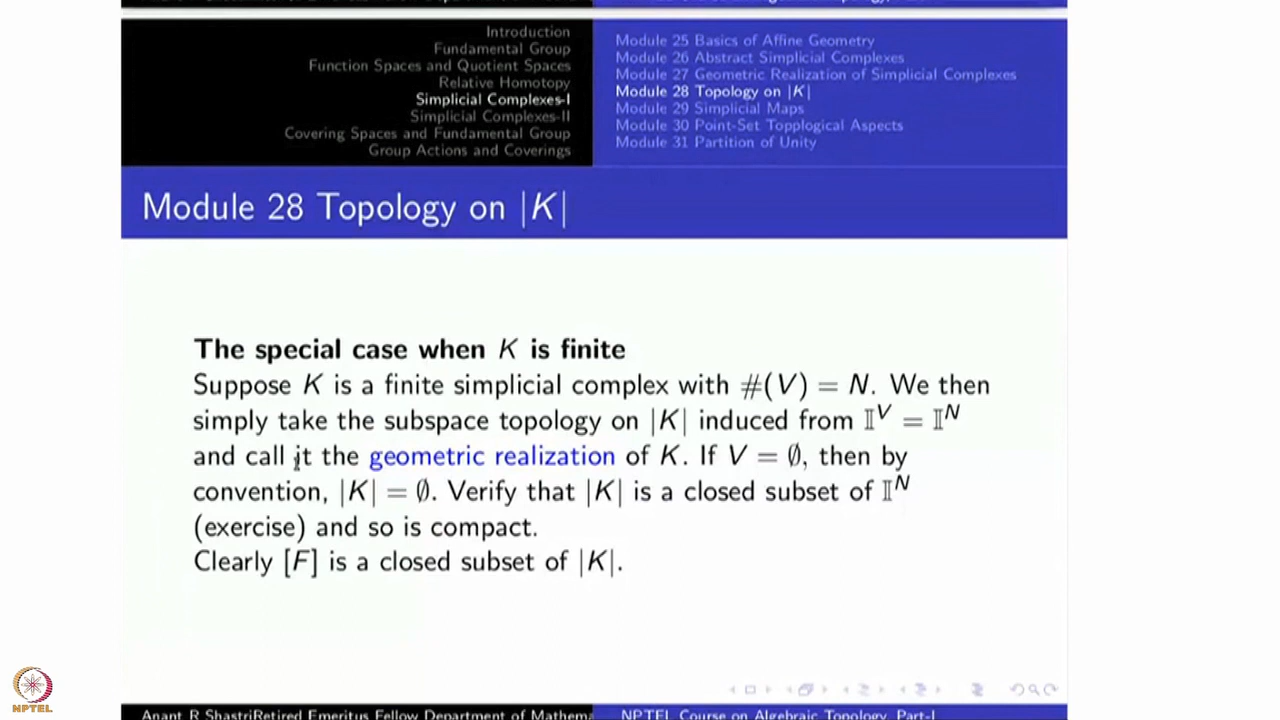 Introduction
Fundamental Group
Function Spaces and Quotient Spaces
Relative Homotopy
Simplicial Complexes-I
Simplicial Complexes-II
Covering Spaces and Fundamental Group
Group Actions and Coverings
Module 25 Basics of Affine Geometry
Module 26 Abstract Simplicial Complexes
Module 27 Geometric Realization of Simplicial Complexes
Module 28 Topology on |K|
Module 29 Simplicial Maps
Module 30 Point-Set Topplogical Aspects
Module 31 Partition of Unity
Module 28 Topology on |K|
The special case when K is finite
Suppose K is a finite simplicial complex with #(V) = N. We then
simply take the subspace topology on |K| induced from 𝕀^V = 𝕀^N
and call it the geometric realization of K. If V = ∅, then by
convention, |K| = ∅. Verify that |K| is a closed subset of 𝕀^N
(exercise) and so is compact.
Clearly [F] is a closed subset of |K|.
NPTEL
Anant R ShastriRetired Emeritus Fellow Department of Mathema
NPTEL Course on Algebraic Topology, Part-I